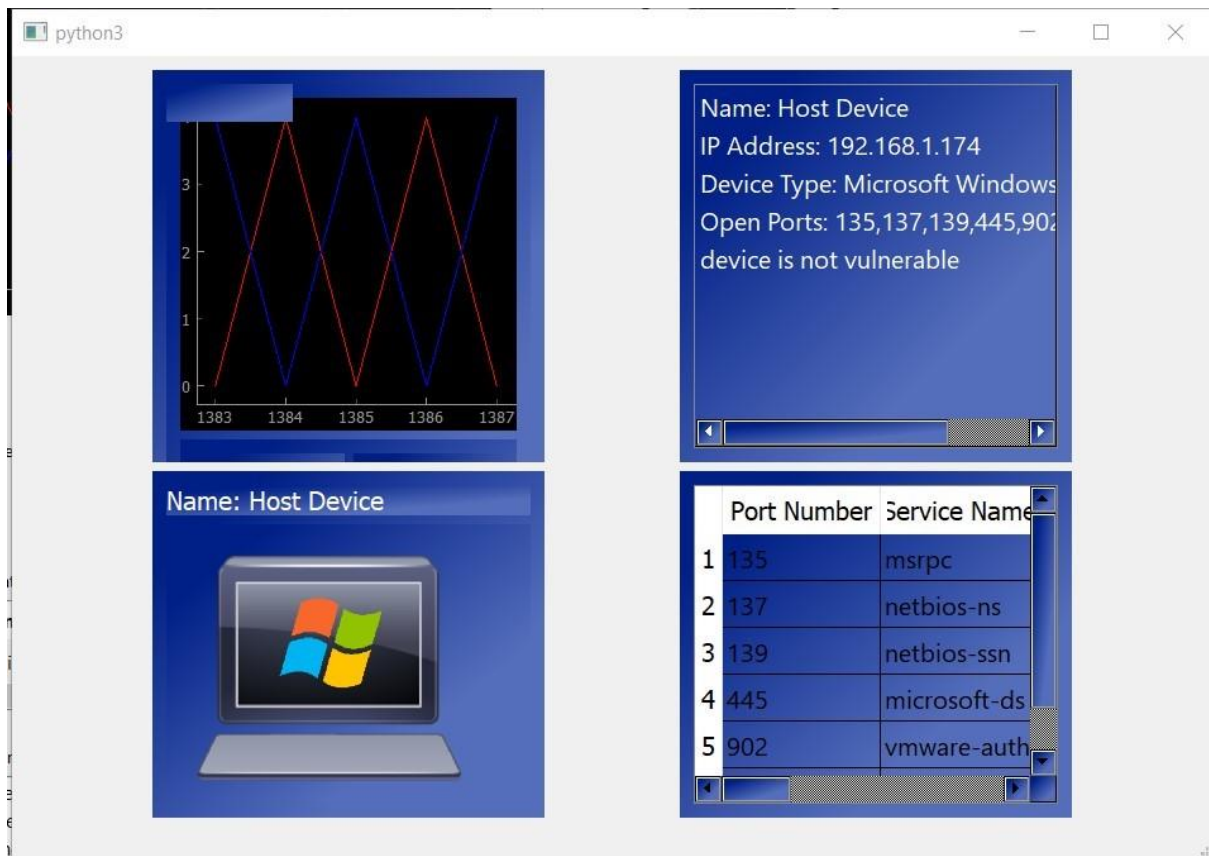 python3
3
2
1
0
1383 1384 1385 1386 1387
Name: Host Device
IP Address: 192.168.1.174
Device Type: Microsoft Windows
Open Ports: 135,137,139,445,902
device is not vulnerable
Name: Host Device
Port Number Service Name
1 135 msrpc
2 137 netbios-ns
3 139 netbios-ssn
4 445 microsoft-ds
5 902 vmware-auth